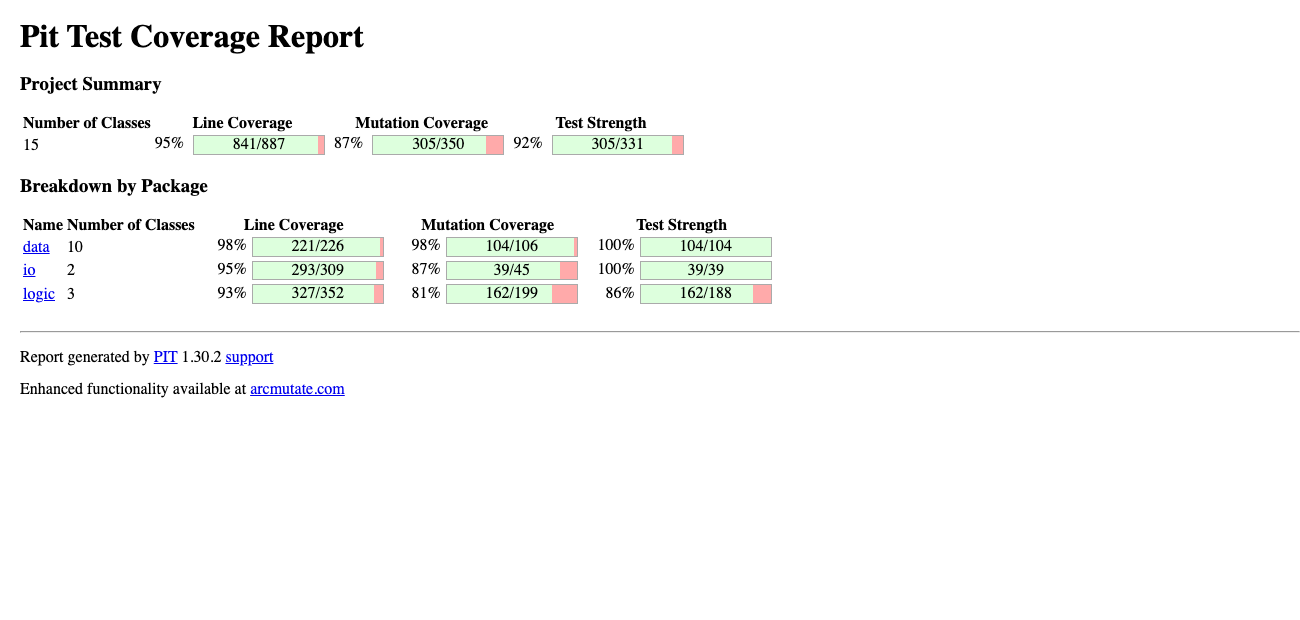 Pit Test Coverage Report
Project Summary
Number of Classes Line Coverage Mutation Coverage Test Strength
15 95% 841/887 87% 305/350 92% 305/331
Breakdown by Package
Name Number of Classes Line Coverage Mutation Coverage Test Strength
data 10 98% 221/226 98% 104/106 100% 104/104
io 2 95% 293/309 87% 39/45 100% 39/39
logic 3 93% 327/352 81% 162/199 86% 162/188
Report generated by PIT 1.30.2 support
Enhanced functionality available at arcmutate.com